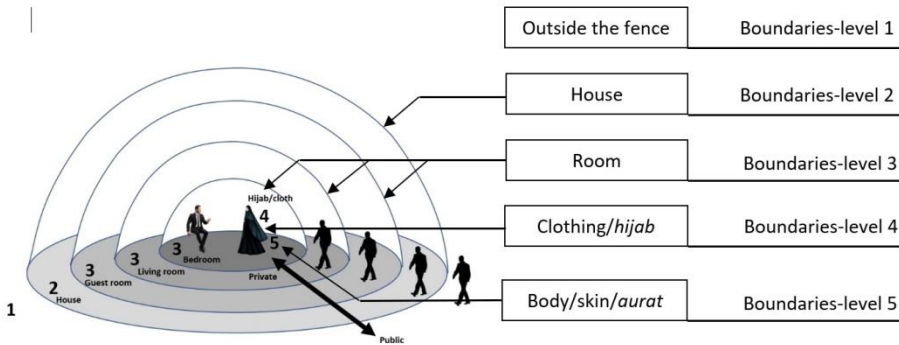 Outside the fence Boundaries-level 1
House Boundaries-level 2
Room Boundaries-level 3
Clothing/hijab Boundaries-level 4
Body/skin/aurat Boundaries-level 5
Hijab/cloth
4
5
3
Bedroom
3
Living room
3
Guest room
2
House
1
Private
Public